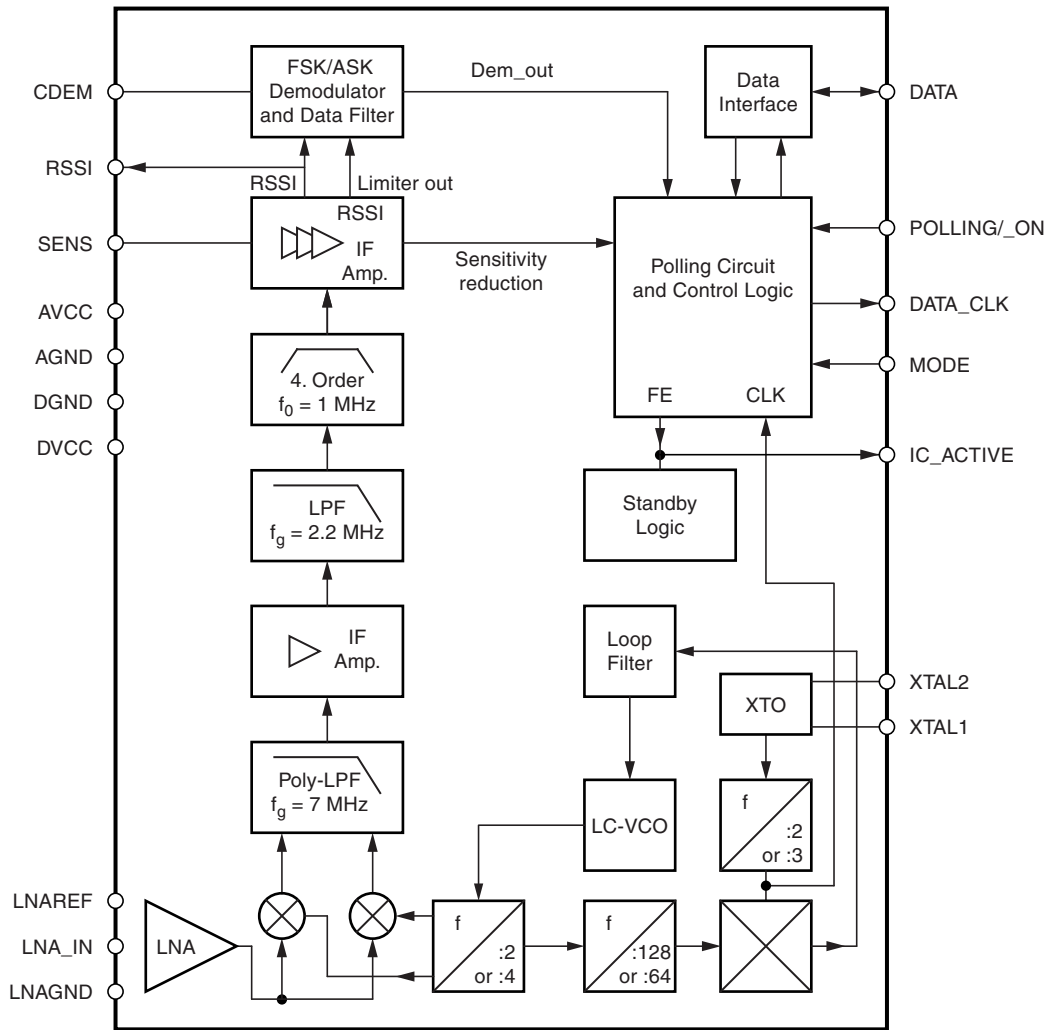 CDEM
RSSI
SENS
AVCC
AGND
DGND
DVCC
LNAREF
LNA_IN
LNAGND
FSK/ASK
Demodulator
and Data Filter
Dem_out
RSSI
Limiter out
RSSI
IF
Amp.
Sensitivity
reduction
4. Order
f0 = 1 MHz
LPF
fg = 2.2 MHz
IF
Amp.
Poly-LPF
fg = 7 MHz
LNA
Data
Interface
Polling Circuit
and Control Logic
FE
CLK
Standby
Logic
Loop
Filter
XTO
LC-VCO
f
:2
or :3
f
:2
or :4
f
:128
or :64
DATA
POLLING/_ON
DATA_CLK
MODE
IC_ACTIVE
XTAL2
XTAL1